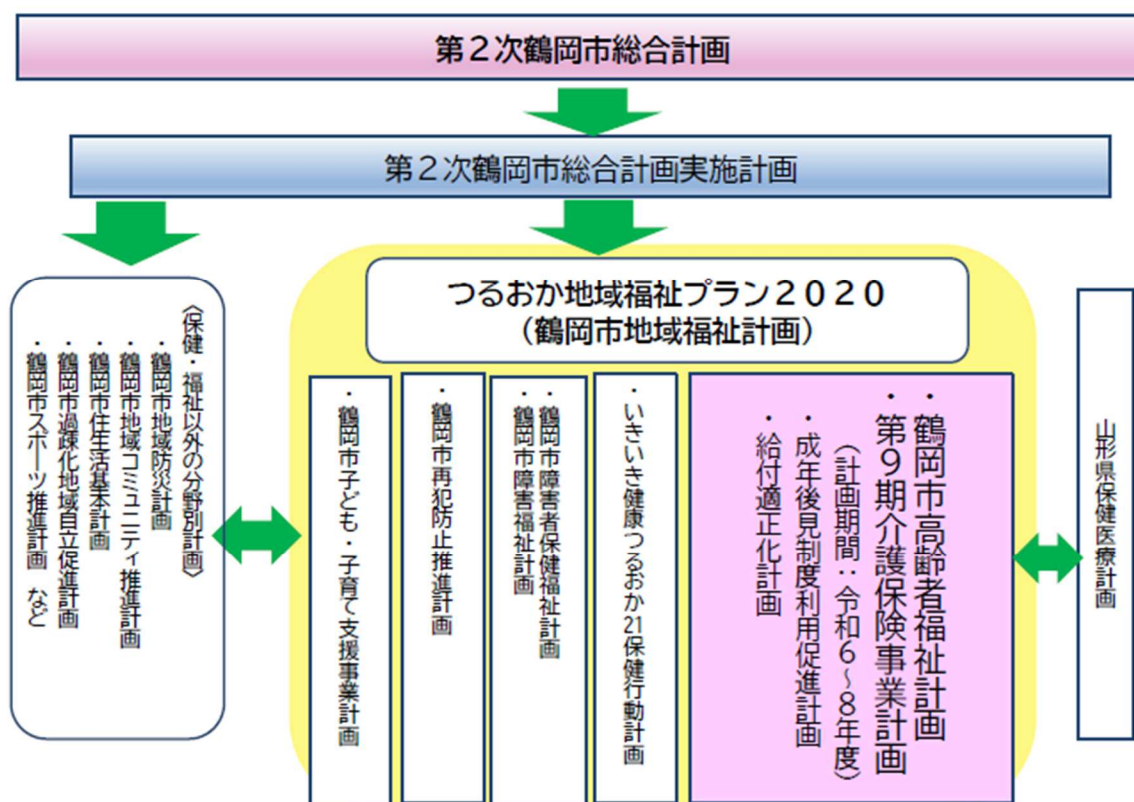 第２次鶴岡市総合計画
第２次鶴岡市総合計画実施計画
〈保健・福祉以外の分野別計画〉
・鶴岡市地域防災計画
・鶴岡市地域コミュニティ推進計画
・鶴岡市住生活基本計画
・鶴岡市過疎化地域自立促進計画
・鶴岡市スポーツ推進計画　など
つるおか地域福祉プラン２０２０
（鶴岡市地域福祉計画）
・鶴岡市高齢者福祉計画
・第９期介護保険事業計画
（計画期間：令和６～８年度）
・成年後見制度利用促進計画
・給付適正化計画
・いきいき健康つるおか21保健行動計画
・鶴岡市障害者保健福祉計画
・鶴岡市障害福祉計画
・鶴岡市再犯防止推進計画
・鶴岡市子ども・子育て支援事業計画
山形県保健医療計画